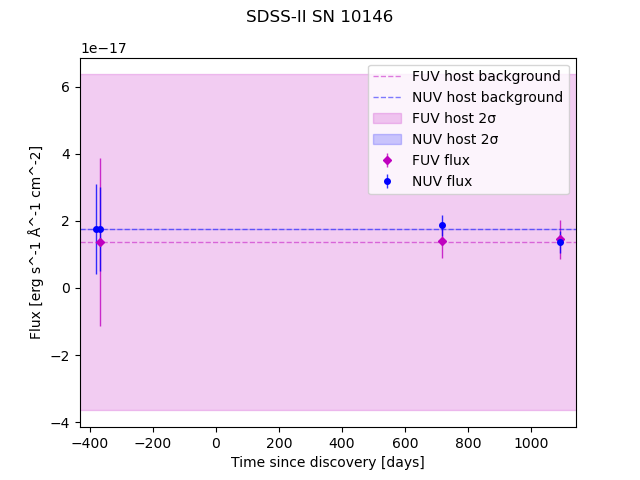 SDSS-II SN 10146
1e−17
FUV host background
NUV host background
FUV host 2σ
NUV host 2σ
FUV flux
NUV flux
6
4
2
0
−2
−4
Flux [erg s^-1 Å^-1 cm^-2]
−400 −200 0 200 400 600 800 1000
Time since discovery [days]